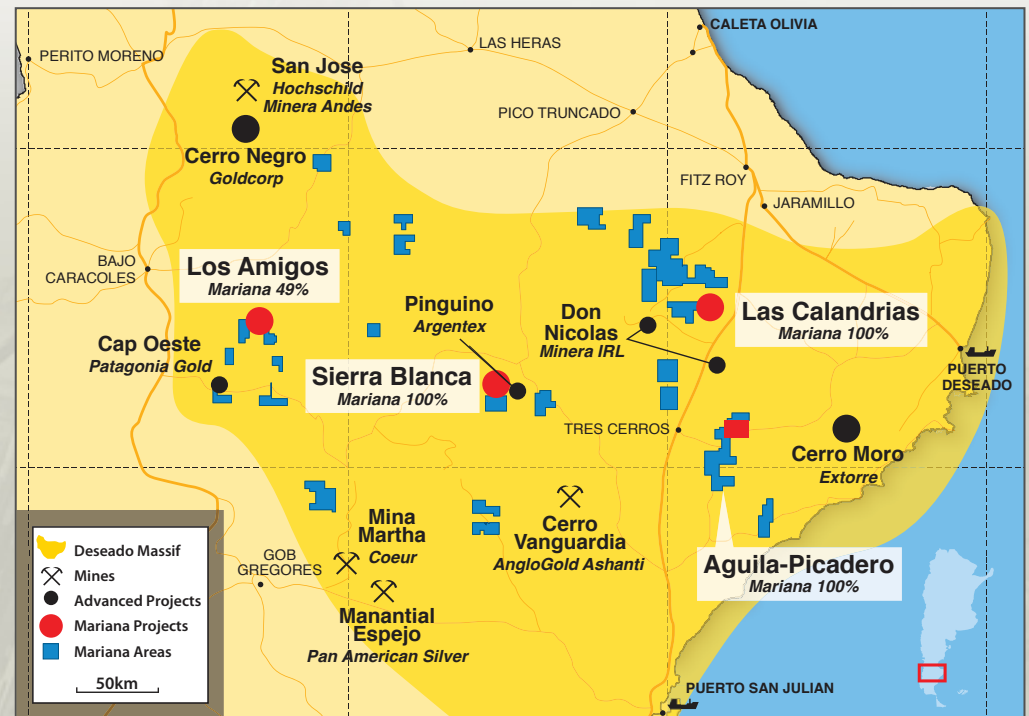 CALETA OLIVIA
PERITO MORENO
LAS HERAS
San Jose
Hochschild
Minera Andes
PICO TRUNCADO
Cerro Negro
Goldcorp
FITZ ROY
JARAMILLO
BAJO
CARACOLES
Los Amigos
Mariana 49%
Pinguino
Argentex
Don
Nicolas
Minera IRL
Las Calandrias
Mariana 100%
Cap Oeste
Patagonia Gold
Sierra Blanca
Mariana 100%
PUERTO
DESEADO
TRES CERROS
Cerro Moro
Extorre
Mina
Martha
Coeur
Cerro
Vanguardia
AngloGold Ashanti
Aguila-Picadero
Mariana 100%
GOB
GREGORES
Manantial
Espejo
Pan American Silver
PUERTO SAN JULIAN
Deseado Massif
Mines
Advanced Projects
Mariana Projects
Mariana Areas
50km